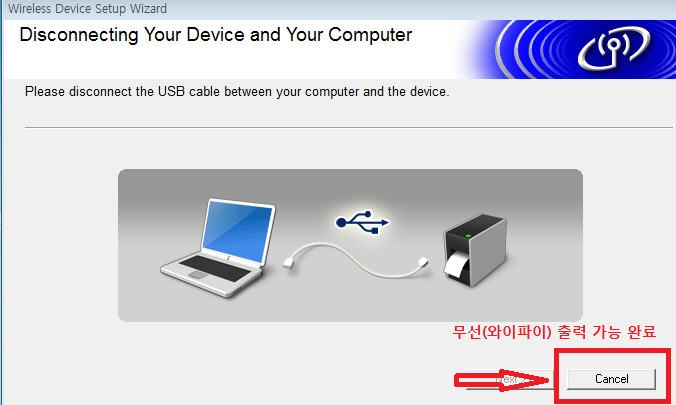 Wireless Device Setup Wizard
Disconnecting Your Device and Your Computer
Please disconnect the USB cable between your computer and the device.
무선(와이파이) 출력 가능 완료
Next
Cancel